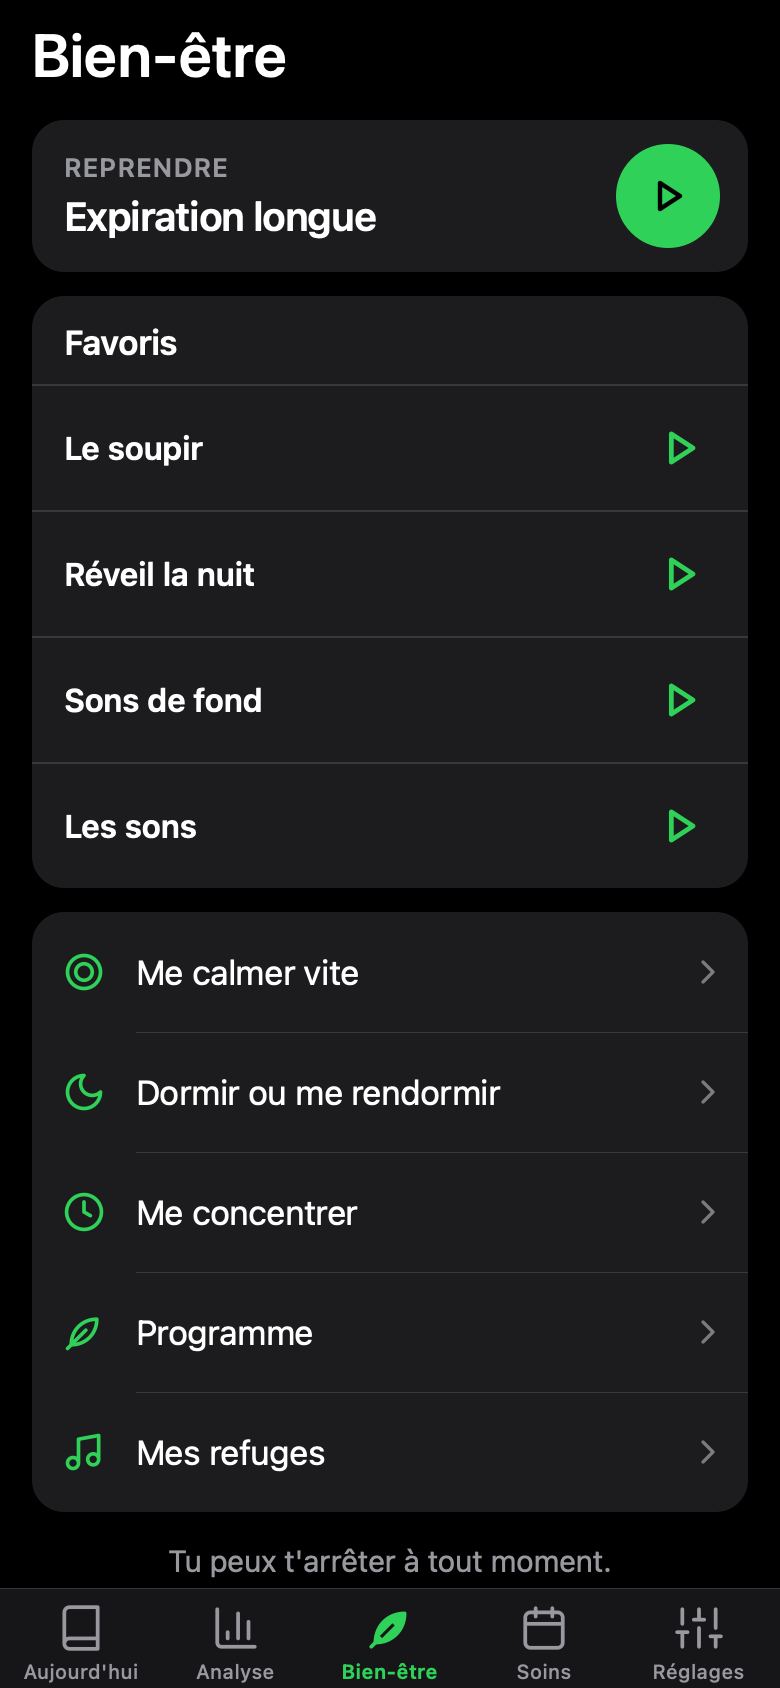 Bien-être
REPRENDRE
Expiration longue
Favoris
Le soupir
Réveil la nuit
Sons de fond
Les sons
Me calmer vite
Dormir ou me rendormir
Me concentrer
Programme
Mes refuges
Tu peux t'arrêter à tout moment.
Aujourd'hui
Analyse
Bien-être
Soins
Réglages